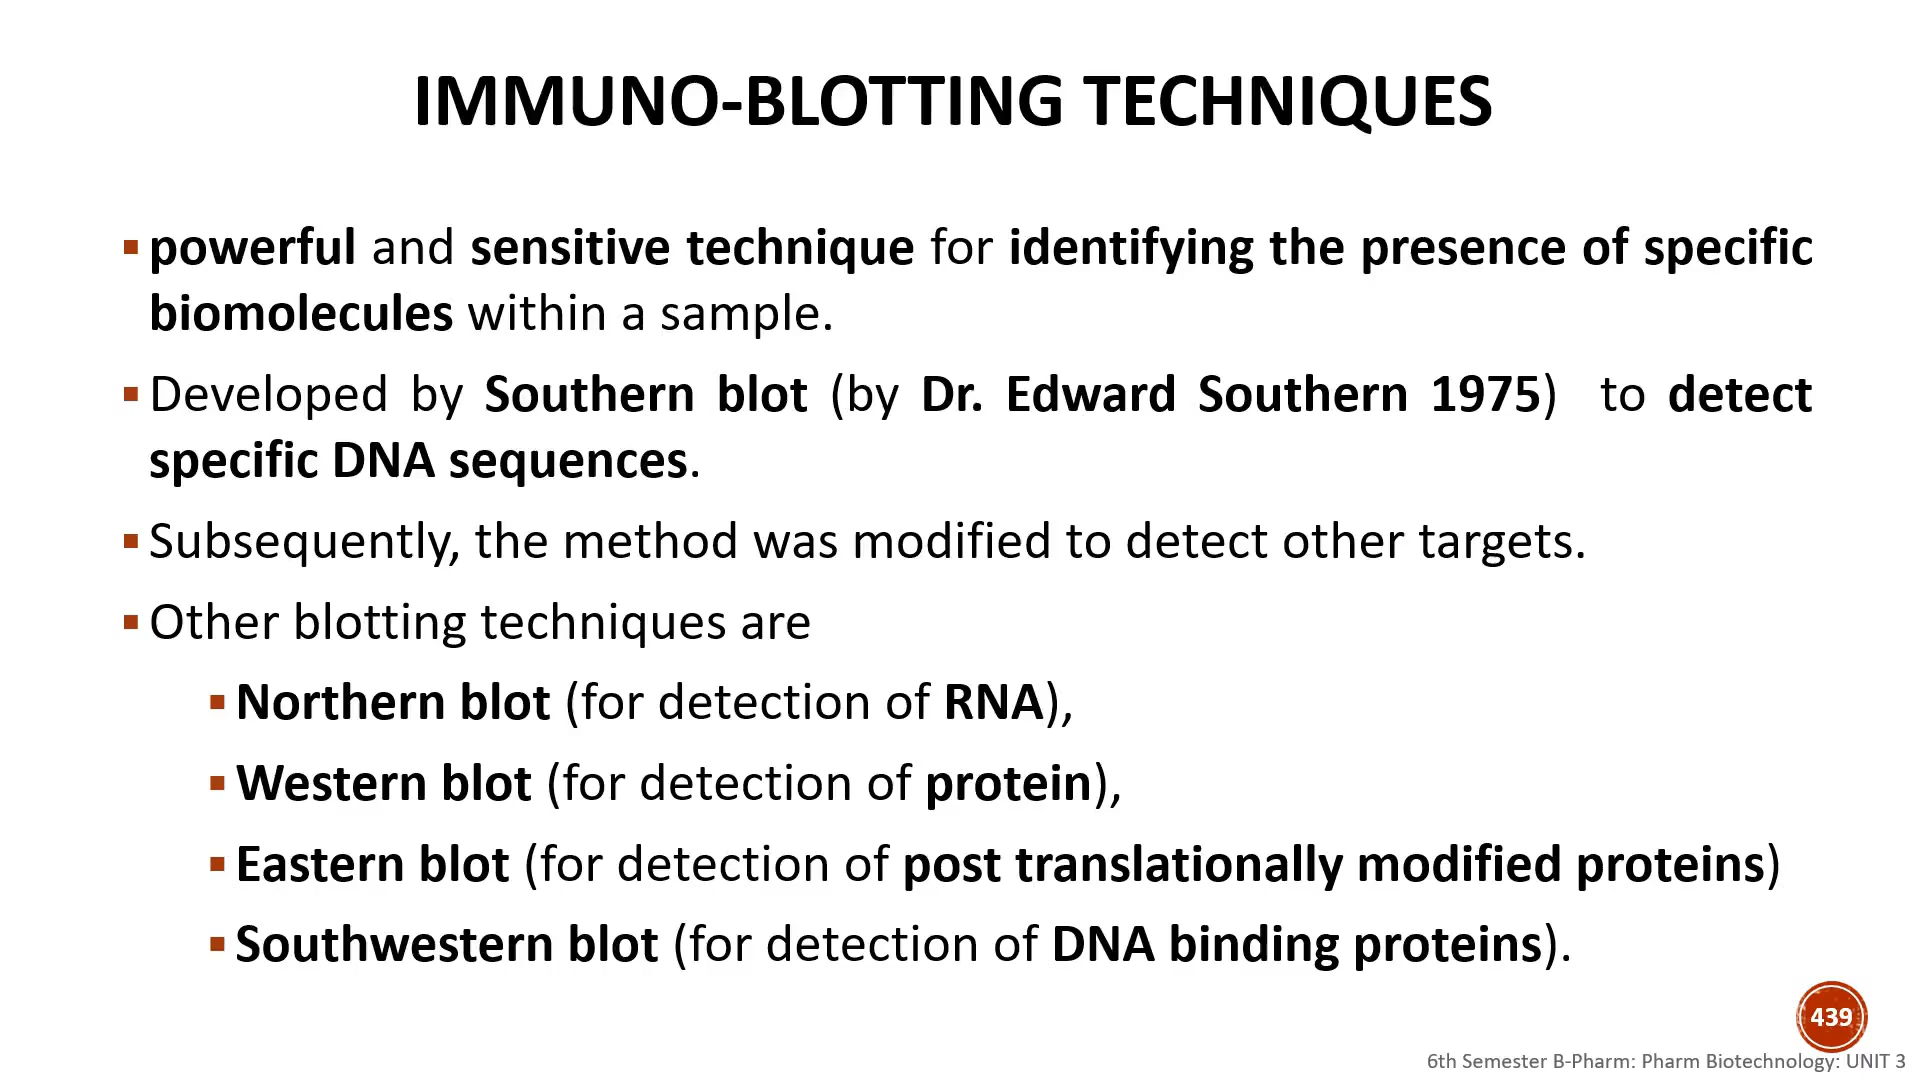 IMMUNO-BLOTTING TECHNIQUES
▪ powerful and sensitive technique for identifying the presence of specific
biomolecules within a sample.
▪ Developed by Southern blot (by Dr. Edward Southern 1975) to detect
specific DNA sequences.
▪ Subsequently, the method was modified to detect other targets.
▪ Other blotting techniques are
▪ Northern blot (for detection of RNA),
▪ Western blot (for detection of protein),
▪ Eastern blot (for detection of post translationally modified proteins)
▪ Southwestern blot (for detection of DNA binding proteins).
439
6th Semester B-Pharm: Pharm Biotechnology: UNIT 3